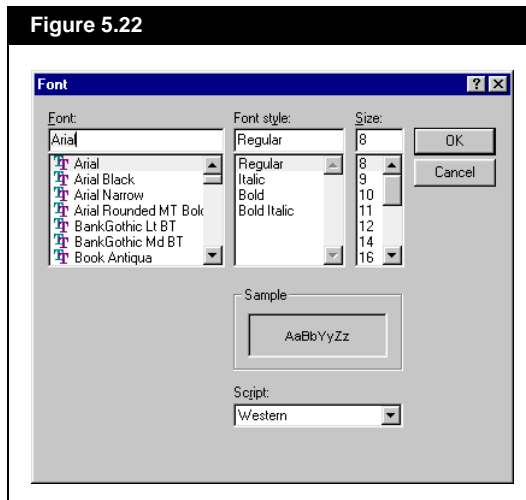 Figure 5.22
Font
Font: Font style: Size:
Arial Regular 8 OK
Cancel
Arial Regular 8
Arial Black Italic 9
Arial Narrow Bold 10
Arial Rounded MT Bold Bold Italic 11
BankGothic Lt BT 12
BankGothic Md BT 14
Book Antiqua 16
Sample
AaBbYyZz
Script:
Western